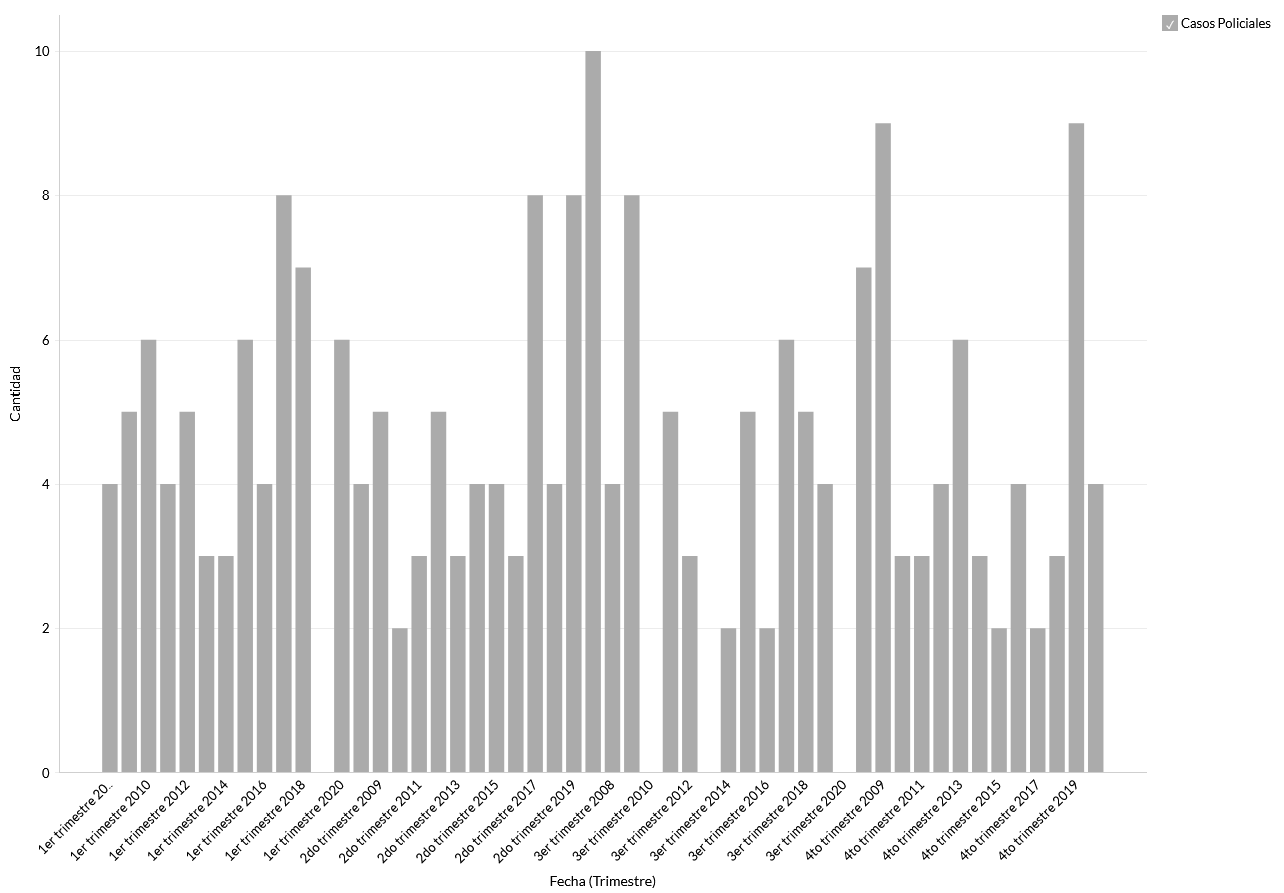 Casos Policiales
10
8
6
4
2
0
Cantidad
1er trimestre 20..
1er trimestre 2010
1er trimestre 2012
1er trimestre 2014
1er trimestre 2016
1er trimestre 2018
1er trimestre 2020
2do trimestre 2009
2do trimestre 2011
2do trimestre 2013
2do trimestre 2015
2do trimestre 2017
2do trimestre 2019
3er trimestre 2008
3er trimestre 2010
3er trimestre 2012
3er trimestre 2014
3er trimestre 2016
3er trimestre 2018
3er trimestre 2020
4to trimestre 2009
4to trimestre 2011
4to trimestre 2013
4to trimestre 2015
4to trimestre 2017
4to trimestre 2019
Fecha (Trimestre)